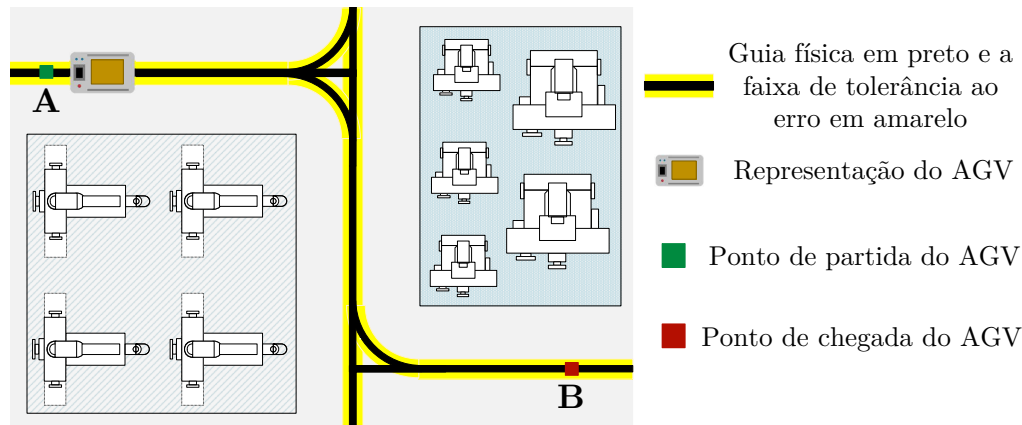 A
B
Guia física em preto e a
faixa de tolerância ao
erro em amarelo
Representação do AGV
Ponto de partida do AGV
Ponto de chegada do AGV